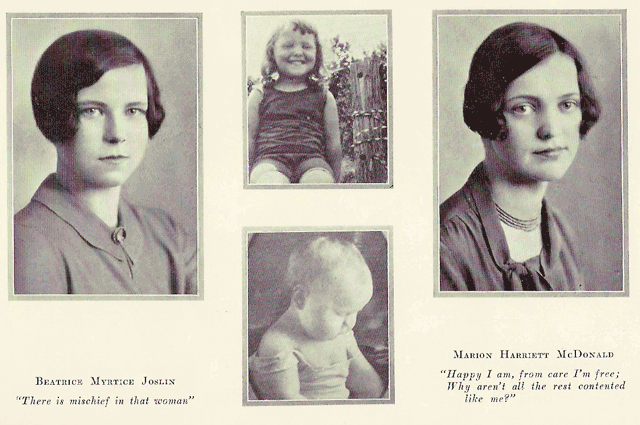 Beatrice Myrtice Joslin
"There is mischief in that woman"
Marion Harriett McDonald
"Happy I am, from care I'm free;
Why aren't all the rest contented
like me?"